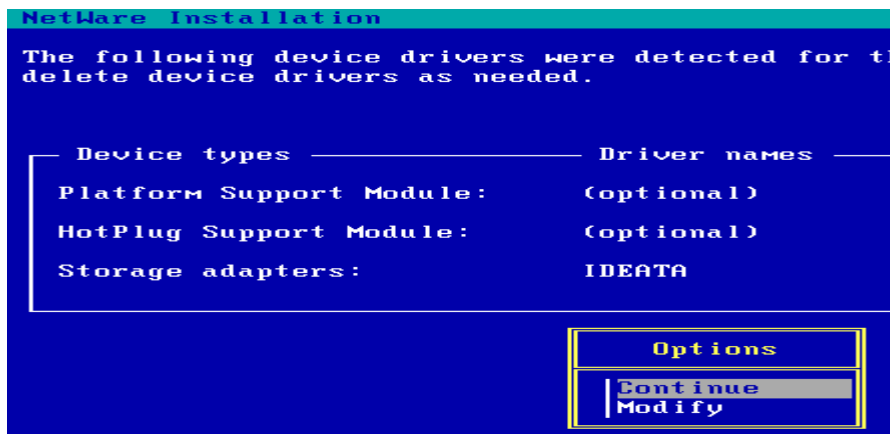 NetWare Installation
The following device drivers were detected for
delete device drivers as needed.
Device types Driver names
Platform Support Module: (optional)
HotPlug Support Module: (optional)
Storage adapters: IDEATA
Options
Continue
Modify